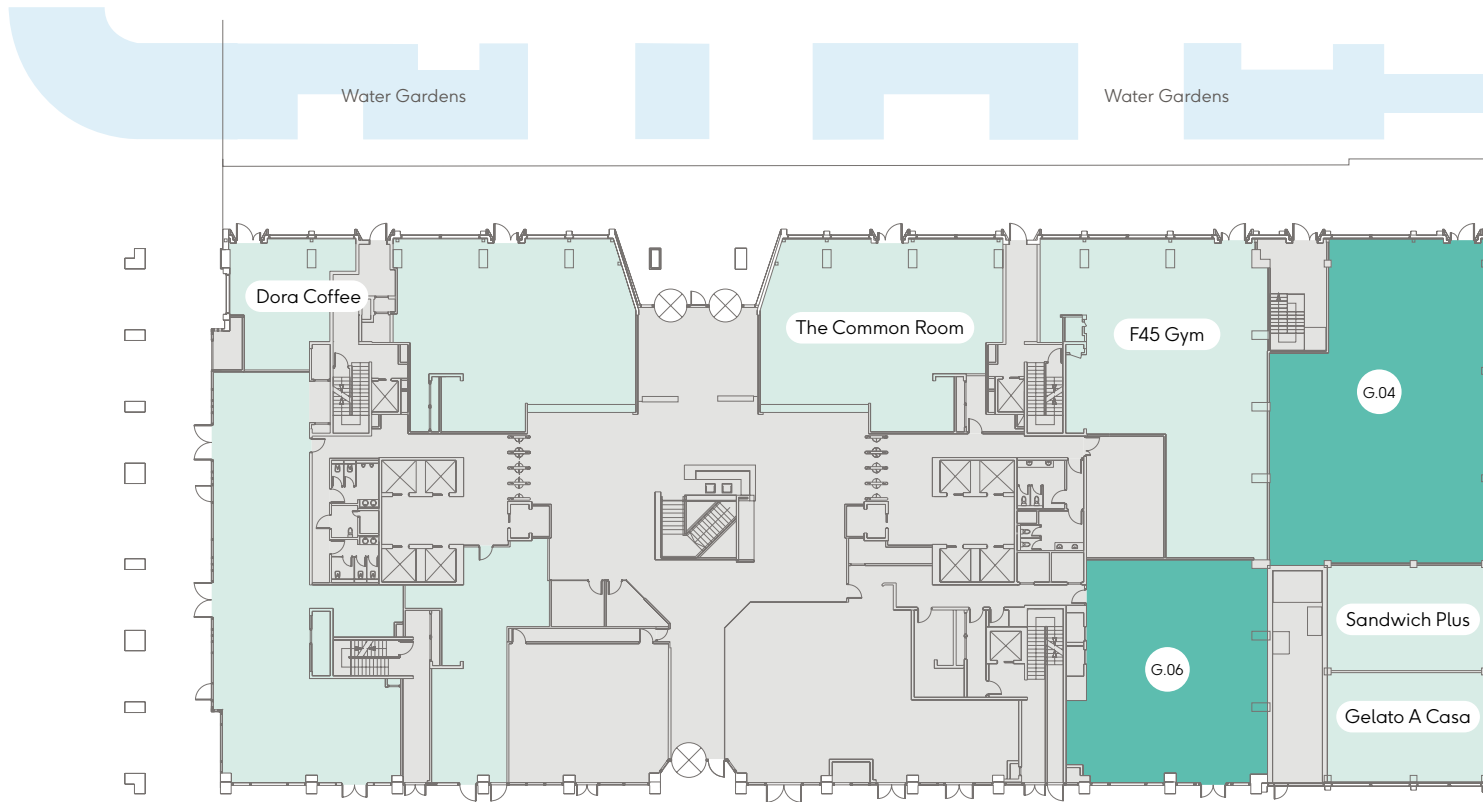 Water Gardens
Water Gardens
Dora Coffee
The Common Room
F45 Gym
G.04
Sandwich Plus
G.06
Gelato A Casa